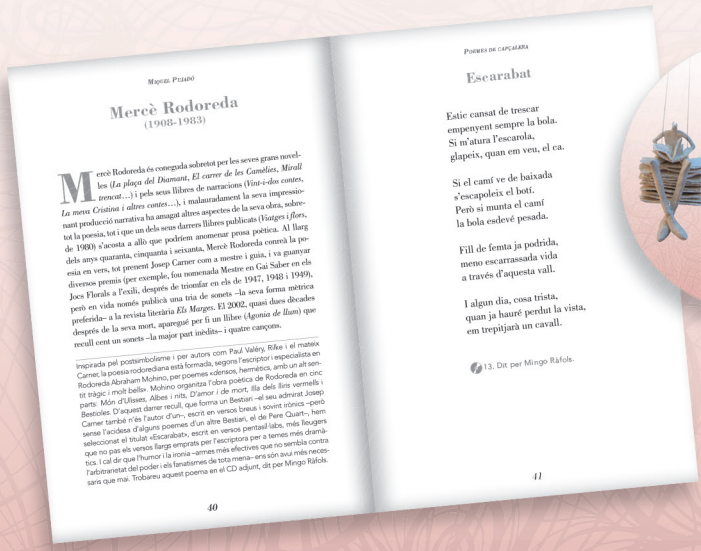 Miquel Pujadó
Mercè Rodoreda
(1908-1983)
Mercè Rodoreda és coneguda sobretot per les seves grans novel·
les (La plaça del Diamant, El carrer de les Camèlies, Mirall
trencat…) i pels seus llibres de narracions (Vint-i-dos contes,
La meva Cristina i altres contes…), i malauradament la seva impressio-
nant producció narrativa ha amagat altres aspectes de la seva obra, sobre-
tot la poesia, tot i que un dels seus darrers llibres publicats (Viatges i flors,
de 1980) s'acosta a allò que podríem anomenar prosa poètica. Al llarg
dels anys quaranta, cinquanta i seixanta, Mercè Rodoreda conreà la po-
esia en vers, tot prenent Josep Carner com a mestre i guia, i va guanyar
diversos premis (per exemple, fou nomenada Mestre en Gai Saber en els
Jocs Florals a l'exili, després de triomfar en els de 1947, 1948 i 1949),
però en vida només publicà una tria de sonets –la seva forma mètrica
preferida– a la revista literària Els Marges. El 2002, quasi dues dècades
després de la seva mort, aparegué per fi un llibre (Agonia de llum) que
recull cent un sonets –la major part inèdits– i quatre cançons.
Inspirada pel postsimbolisme i per autors com Paul Valéry, Rilke i el mateix
Carner, la poesia rodorediana està formada, segons l'escriptor i especialista en
Rodoreda Abraham Mohino, per poemes «densos, hermètics, amb un alt sen-
tit tràgic i molt bells». Mohino organitza l'obra poètica de Rodoreda en cinc
parts: Món d'Ulisses, Albes i nits, D'amor i de mort, Illa dels lliris vermells i
Bestioles. D'aquest darrer recull, que forma un Bestiari –el seu admirat Josep
Carner també n'és l'autor d'un–, escrit en versos breus i sovint irònics –però
sense l'acidesa d'alguns poemes d'un altre Bestiari, el de Pere Quart–, hem
seleccionat el titulat «Escarabat», escrit en versos pentasíl·labs, més lleugers
que no pas els versos llargs emprats per l'escriptora per a temes més dramà-
tics. I cal dir que l'humor i la ironia –armes més efectives que no sembla contra
l'arbitrarietat del poder i els fanatismes de tota mena– ens són avui més neces-
saris que mai. Trobareu aquest poema en el CD adjunt, dit per Mingo Ràfols.
40
Poemes de capçalera
Escarabat
Estic cansat de trescar
empenyent sempre la bola.
Si m'atura l'escarola,
glapeix, quan em veu, el ca.
Si el camí ve de baixada
s'escapoleix el botí.
Però si munta el camí
la bola esdevé pesada.
Fill de femta ja podrida,
meno escarrassada vida
a través d'aquesta vall.
I algun dia, cosa trista,
quan ja hauré perdut la vista,
em trepitjarà un cavall.
13. Dit per Mingo Ràfols.
41